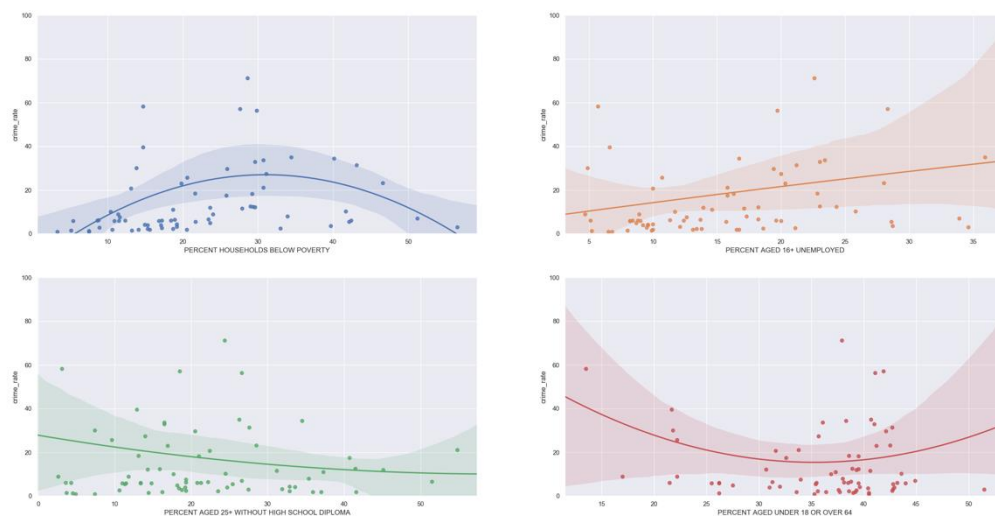 100
80
60
40
20
0
crime_rate
10 20 30 40 50
PERCENT HOUSEHOLDS BELOW POVERTY
100
80
60
40
20
0
crime_rate
5 10 15 20 25 30 35
PERCENT AGED 16+ UNEMPLOYED
100
80
60
40
20
0
crime_rate
0 10 20 30 40 50
PERCENT AGED 25+ WITHOUT HIGH SCHOOL DIPLOMA
100
80
60
40
20
0
crime_rate
15 20 25 30 35 40 45 50
PERCENT AGED UNDER 18 OR OVER 64